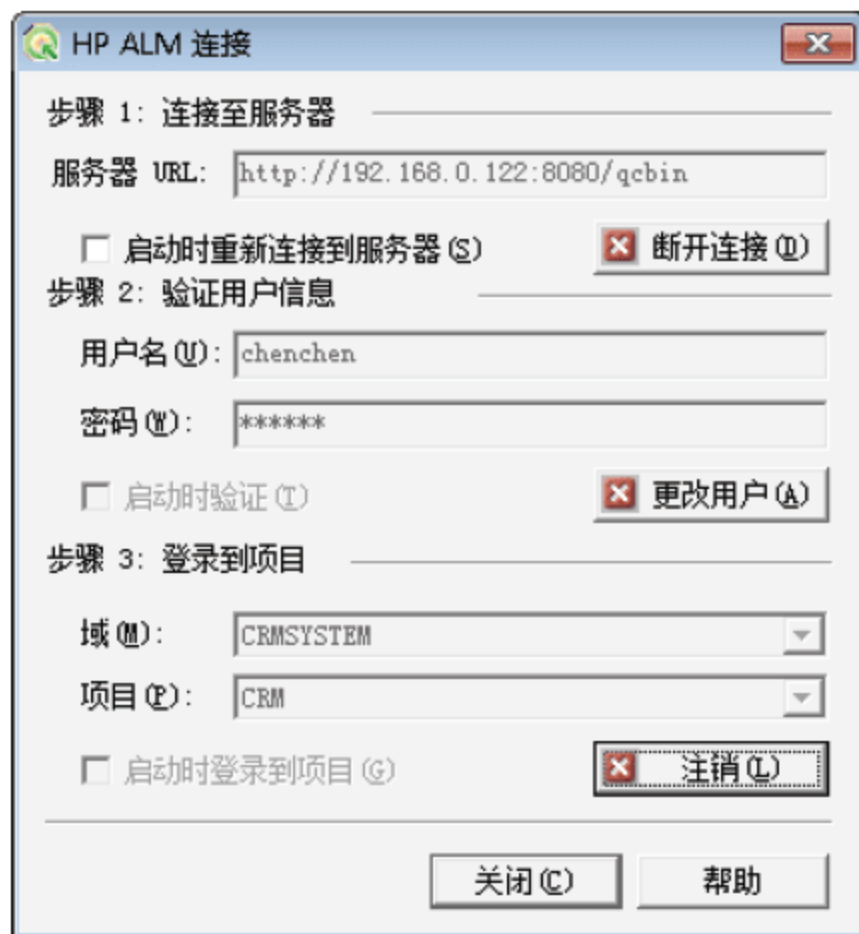 HP ALM 连接
步骤 1: 连接至服务器
服务器 URL: http://192.168.0.122:8080/qcbin
启动时重新连接到服务器(S) 断开连接(D)
步骤 2: 验证用户信息
用户名(U): chenchen
密码(W): ******
启动时验证(T) 更改用户(A)
步骤 3: 登录到项目
域(M): CRMSYSTEM
项目(P): CRM
启动时登录到项目(G) 注销(L)
关闭(C) 帮助